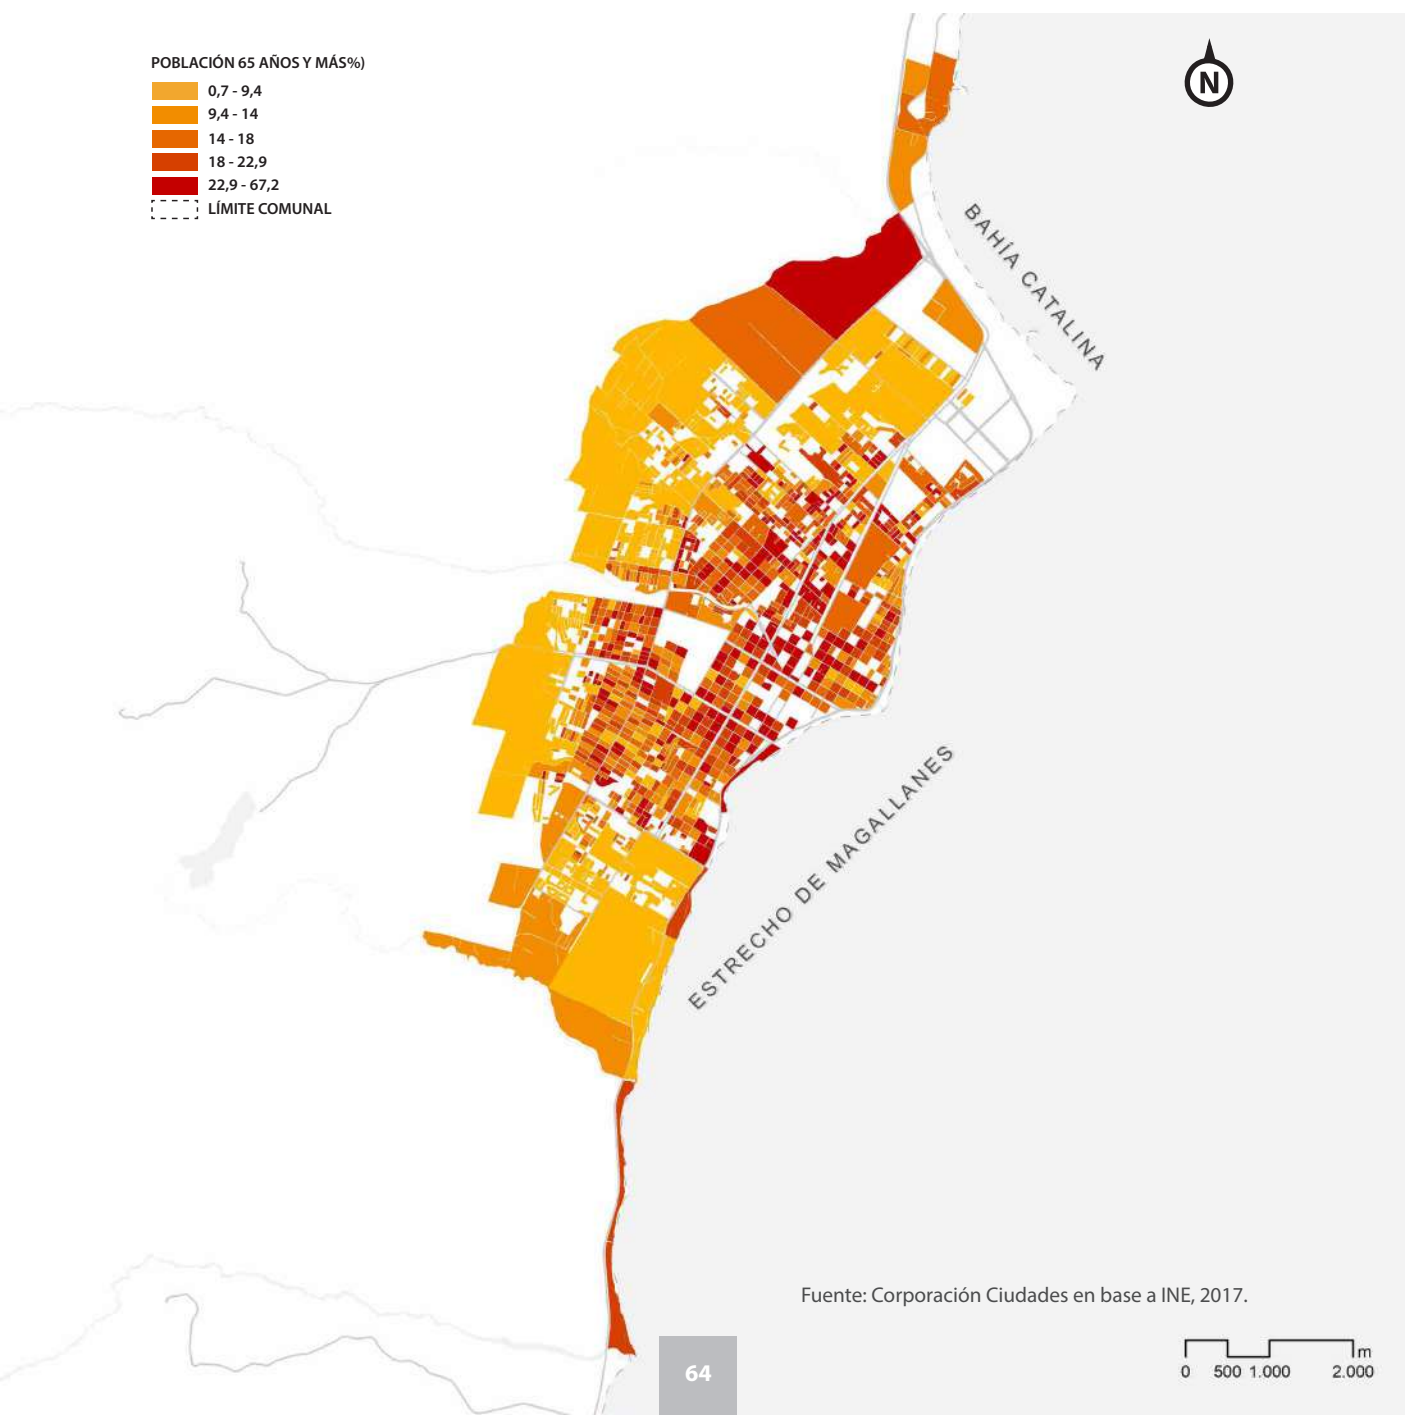 POBLACIÓN 65 AÑOS Y MÁS%)
0,7 - 9,4
9,4 - 14
14 - 18
18 - 22,9
22,9 - 67,2
LÍMITE COMUNAL
N
BAHÍA CATALINA
ESTRECHO DE MAGALLANES
Fuente: Corporación Ciudades en base a INE, 2017.
m
0 500 1.000 2.000
64